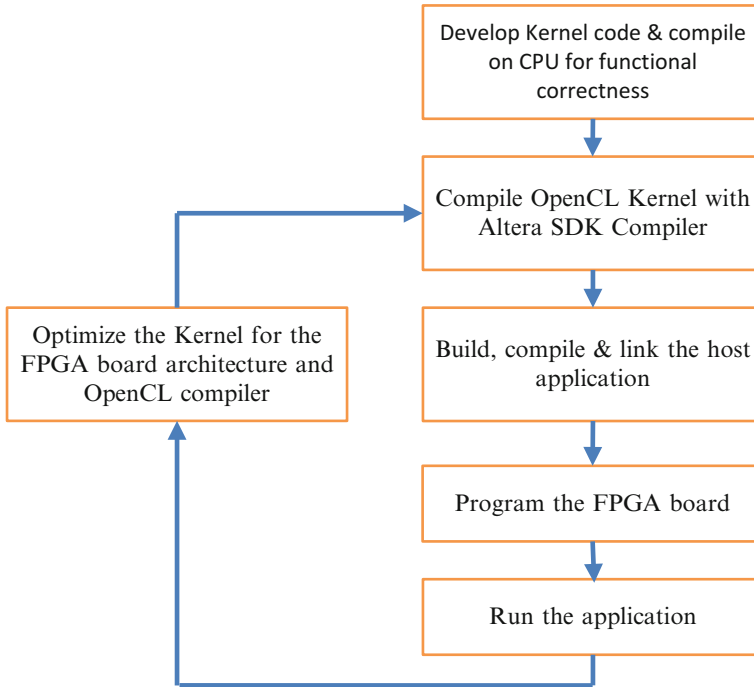 Develop Kernel code & compile
on CPU for functional
correctness
Compile OpenCL Kernel with
Altera SDK Compiler
Optimize the Kernel for the
FPGA board architecture and
OpenCL compiler
Build, compile & link the host
application
Program the FPGA board
Run the application